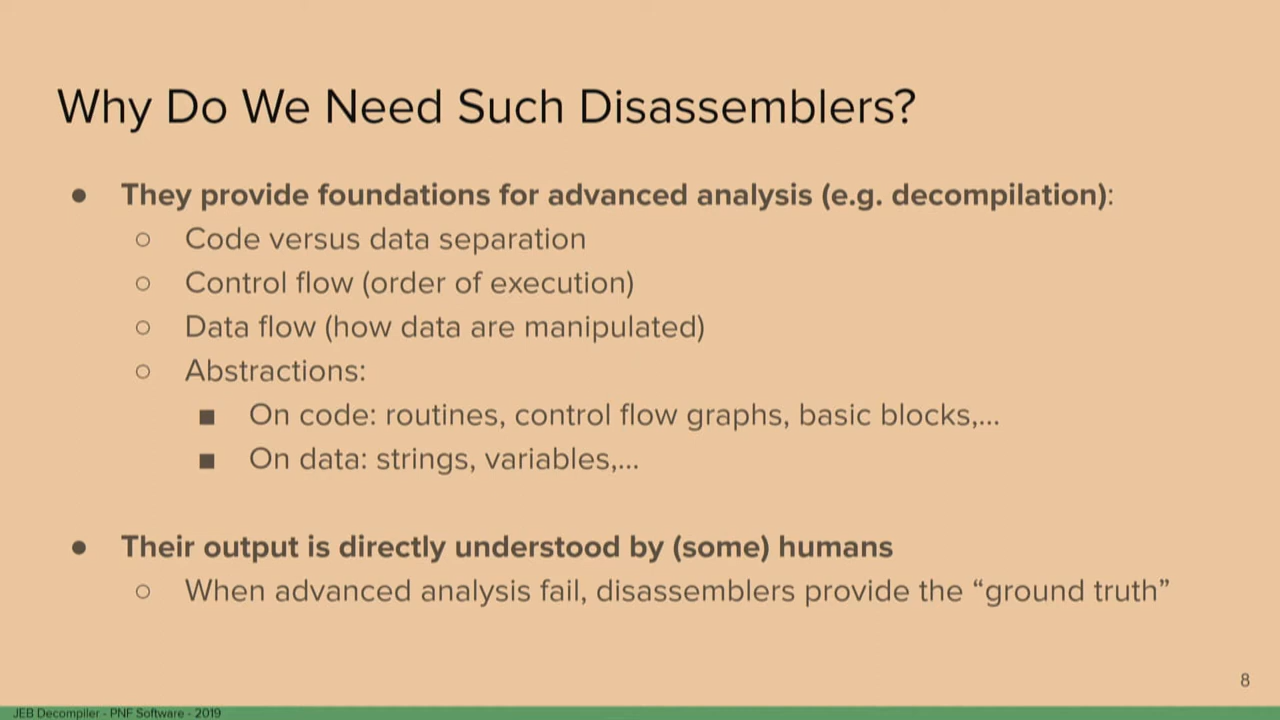 Why Do We Need Such Disassemblers?
● They provide foundations for advanced analysis (e.g. decompilation):
○ Code versus data separation
○ Control flow (order of execution)
○ Data flow (how data are manipulated)
○ Abstractions:
■ On code: routines, control flow graphs, basic blocks,...
■ On data: strings, variables,...
● Their output is directly understood by (some) humans
○ When advanced analysis fail, disassemblers provide the “ground truth”
8
JEB Decompiler - PNF Software - 2019